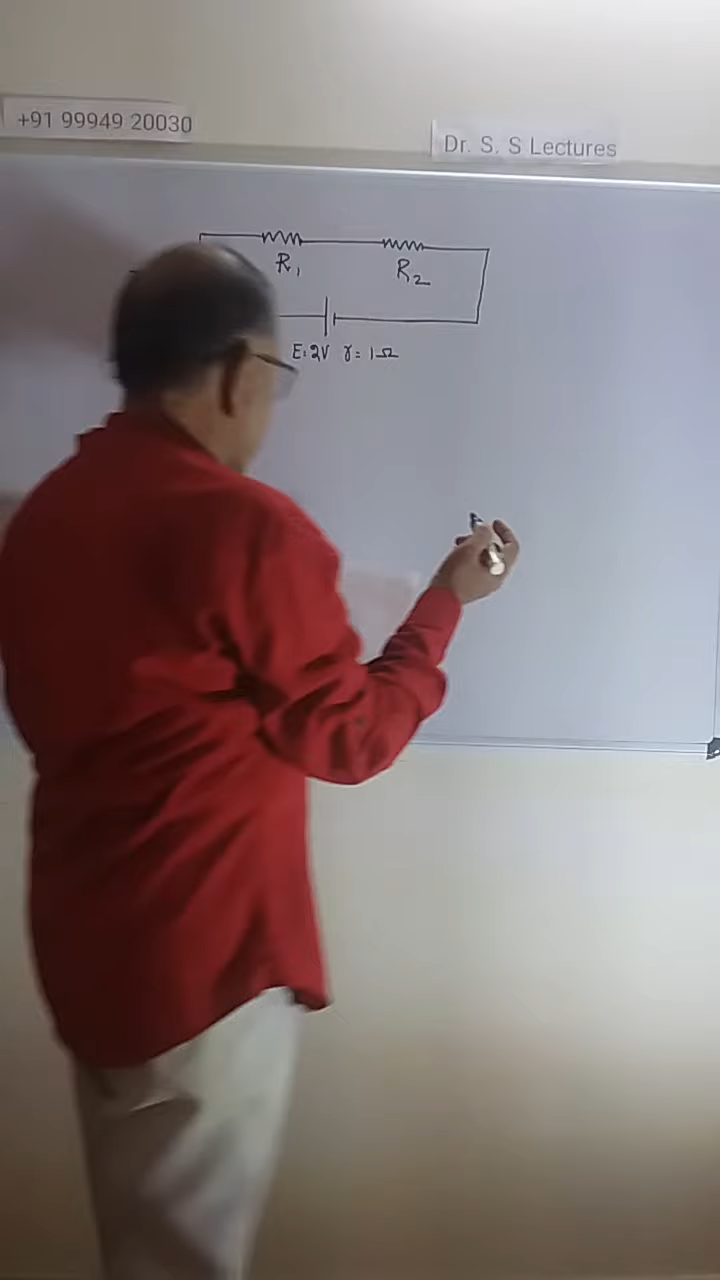 +91 99949 20030
Dr. S. S Lectures
R₁
R₂
E=2V r=1Ω